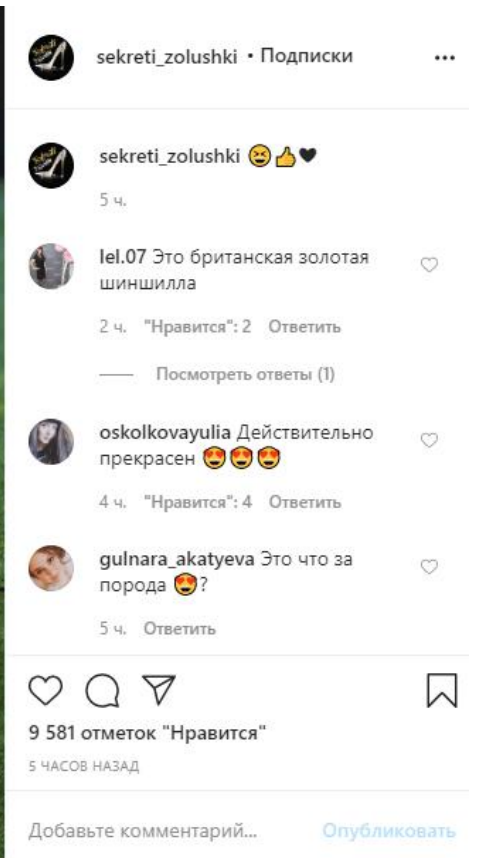 sekreti_zolushki • Подписки
sekreti_zolushki 😆👍🖤
5 ч.
lel.07 Это британская золотая
шиншилла
2 ч. "Нравится": 2 Ответить
Посмотреть ответы (1)
oskolkovayulia Действительно
прекрасен 😍😍😍
4 ч. "Нравится": 4 Ответить
gulnara_akatyeva Это что за
порода 😍?
5 ч. Ответить
9 581 отметок "Нравится"
5 ЧАСОВ НАЗАД
Добавьте комментарий... Опубликовать